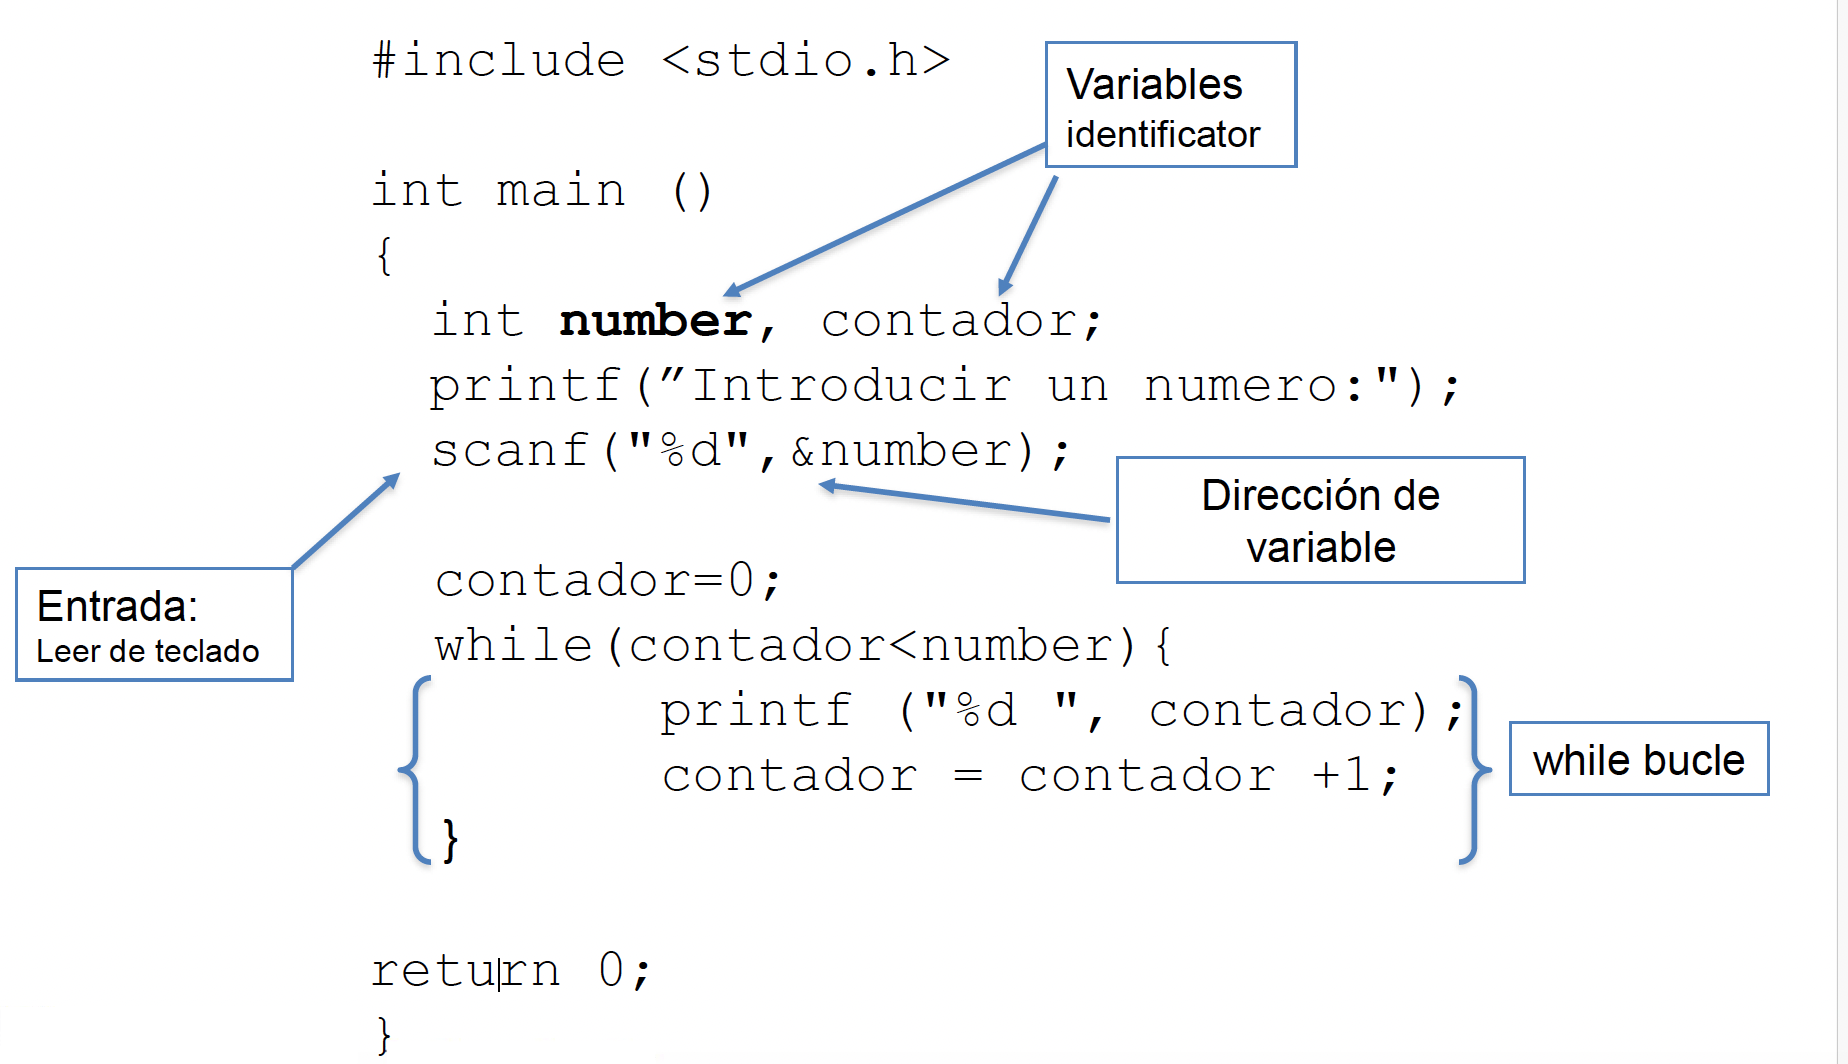 #include <stdio.h>
Variables
identificator
int main ()
{
int number, contador;
printf(”Introducir un numero:");
scanf("%d",&number);
Dirección de
variable
Entrada:
Leer de teclado
contador=0;
while(contador<number){
printf ("%d ", contador);
contador = contador +1;
while bucle
}
return 0;
}